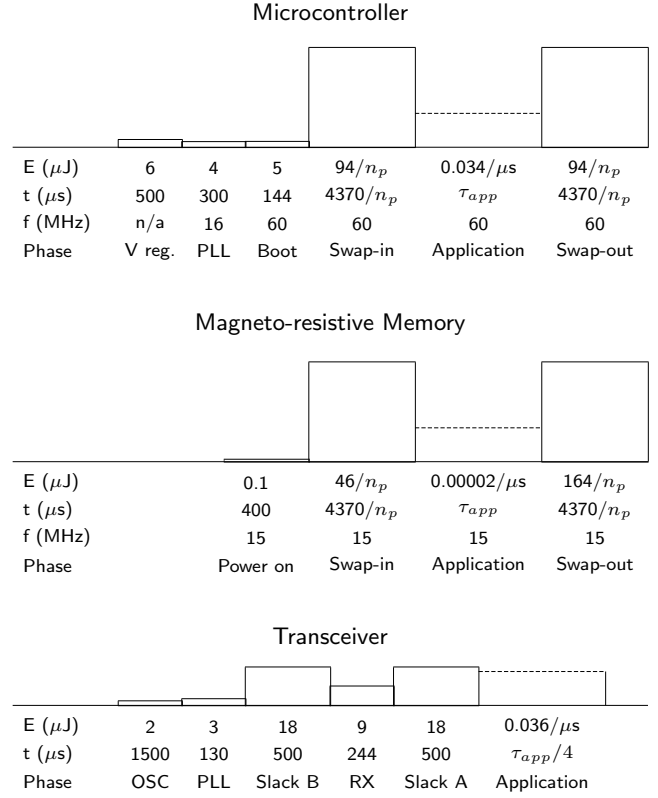 Microcontroller
E (μJ) 6 4 5 94/n_p 0.034/μs 94/n_p
t (μs) 500 300 144 4370/n_p τ_app 4370/n_p
f (MHz) n/a 16 60 60 60 60
Phase V reg. PLL Boot Swap-in Application Swap-out
Magneto-resistive Memory
E (μJ) 0.1 46/n_p 0.00002/μs 164/n_p
t (μs) 400 4370/n_p τ_app 4370/n_p
f (MHz) 15 15 15 15
Phase Power on Swap-in Application Swap-out
Transceiver
E (μJ) 2 3 18 9 18 0.036/μs
t (μs) 1500 130 500 244 500 τ_app/4
Phase OSC PLL Slack B RX Slack A Application